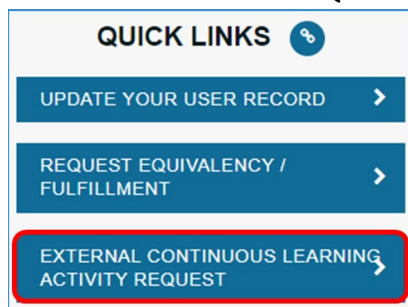 QUICK LINKS
UPDATE YOUR USER RECORD
REQUEST EQUIVALENCY /
FULFILLMENT
EXTERNAL CONTINUOUS LEARNING
ACTIVITY REQUEST